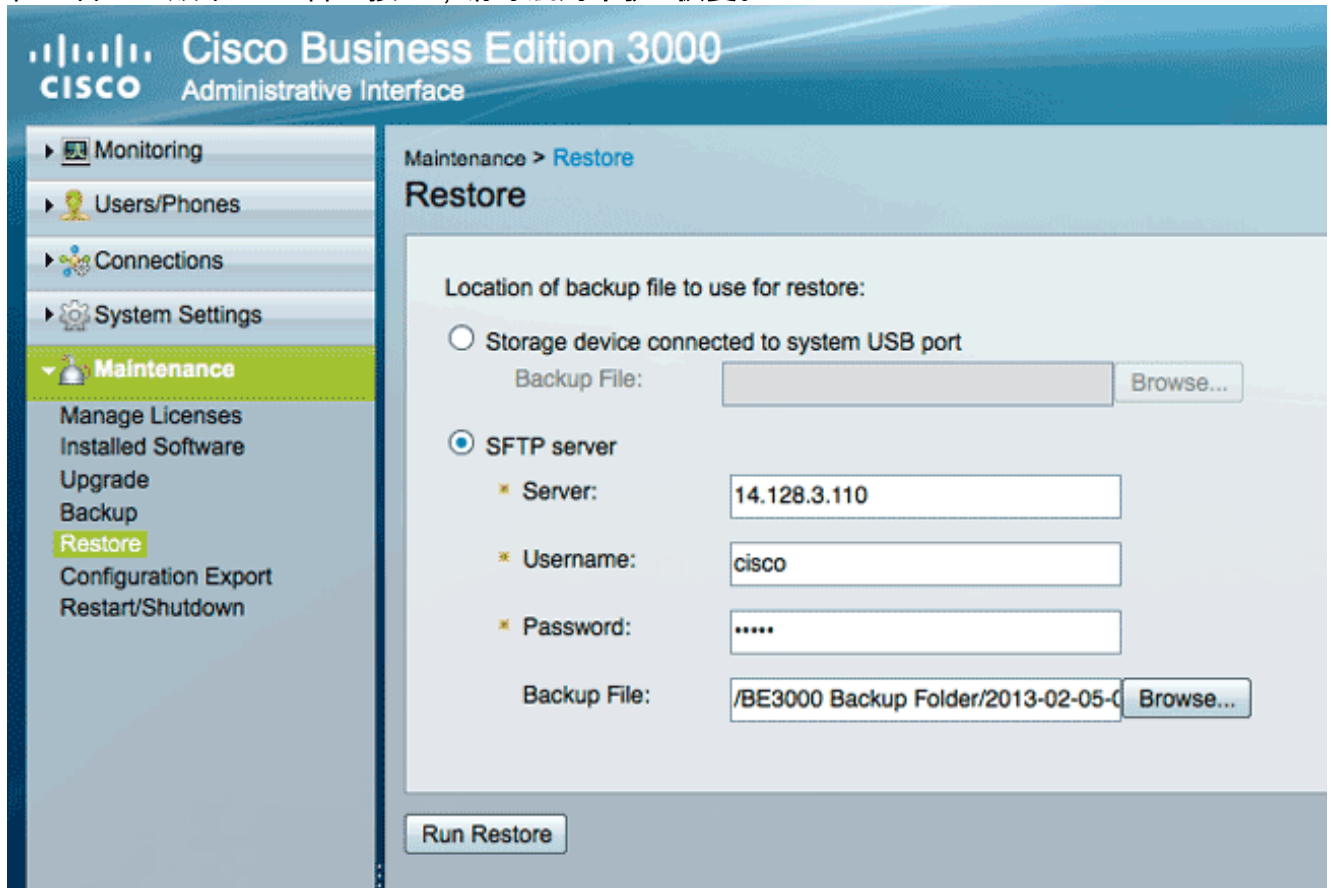 Cisco Business Edition 3000
CISCO Administrative Interface
Monitoring
Users/Phones
Connections
System Settings
Maintenance
Manage Licenses
Installed Software
Upgrade
Backup
Restore
Configuration Export
Restart/Shutdown
Maintenance > Restore
Restore
Location of backup file to use for restore:
Storage device connected to system USB port
Backup File: Browse...
SFTP server
* Server: 14.128.3.110
* Username: cisco
* Password: •••••
Backup File: /BE3000 Backup Folder/2013-02-05- Browse...
Run Restore